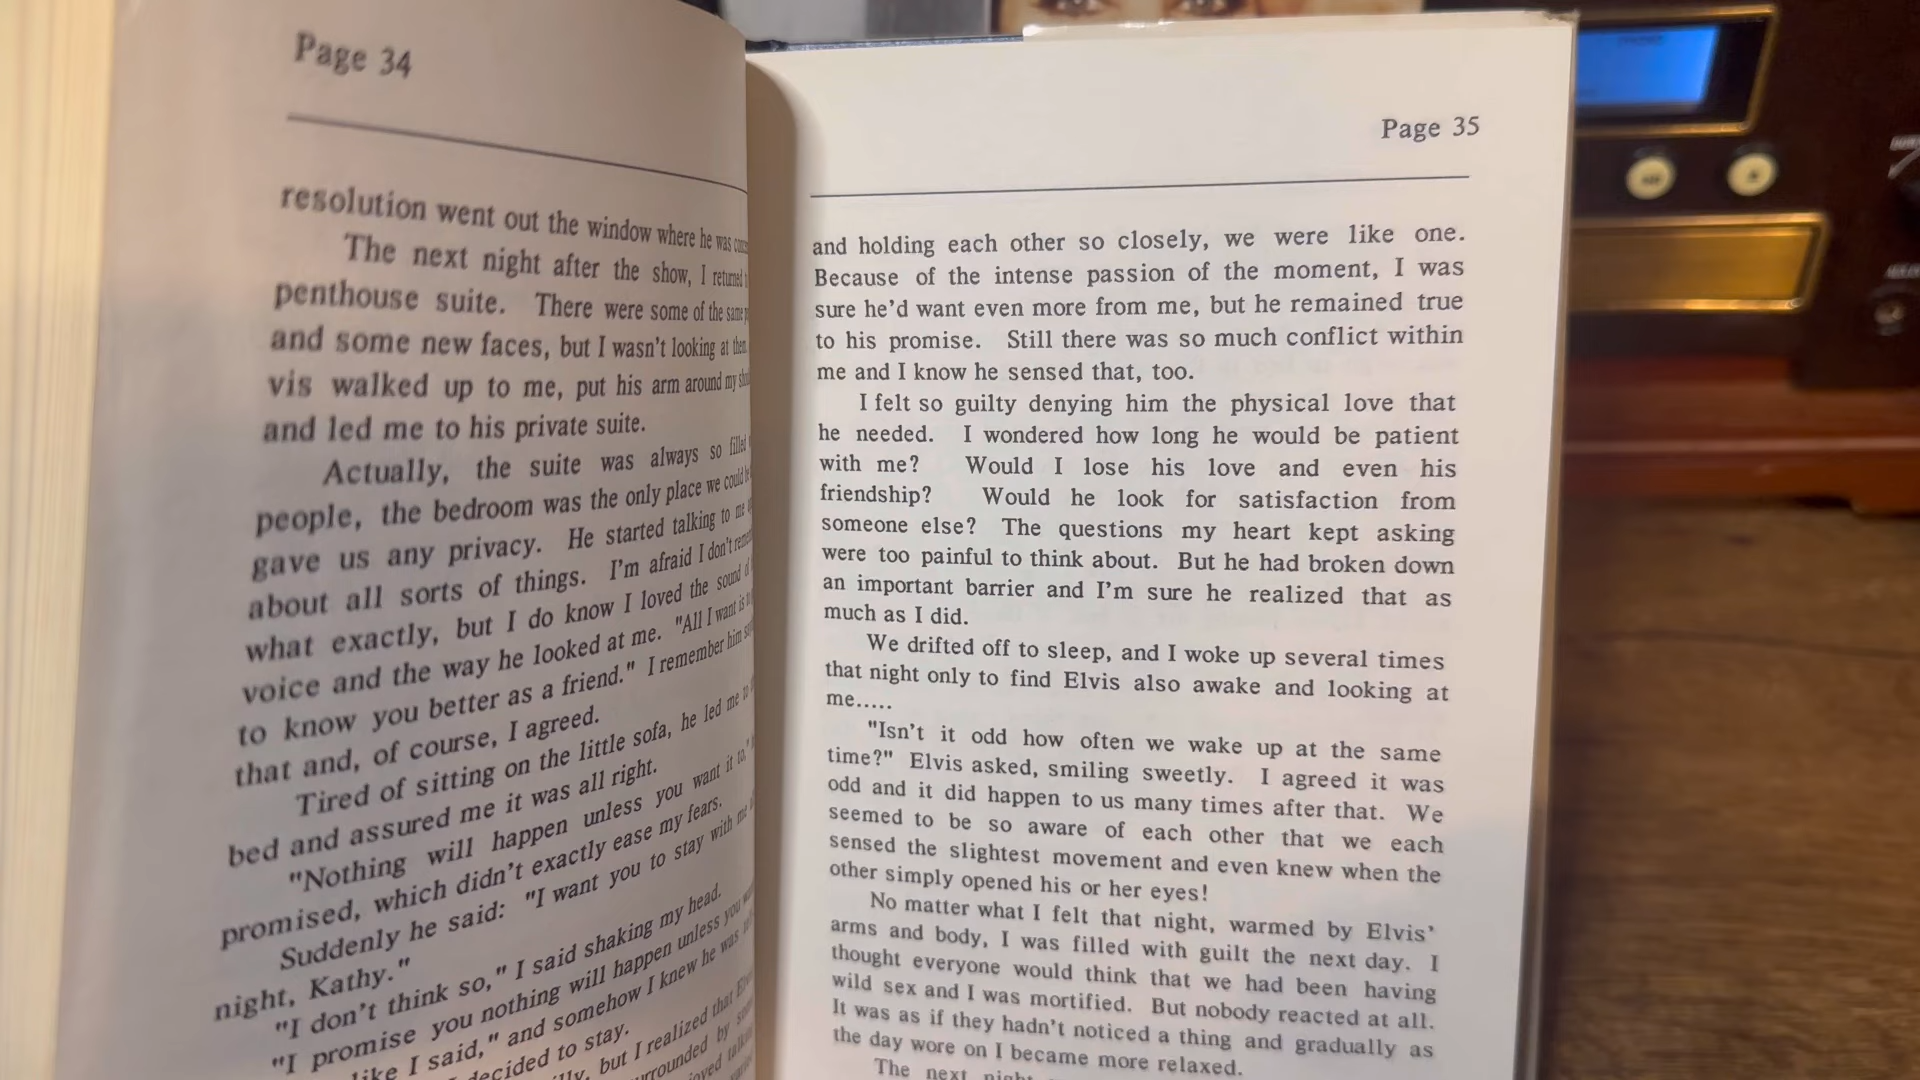 Page 34
resolution went out the window where he was
The next night after the show, I returned
penthouse suite. There were some of the same
and some new faces, but I wasn't looking at them.
vis walked up to me, put his arm around my
and led me to his private suite.
Actually, the suite was always so filled
people, the bedroom was the only place we could
gave us any privacy. He started talking to me
about all sorts of things. I'm afraid I don't
what exactly, but I do know I loved the sound of
voice and the way he looked at me. "All I want is
to know you better as a friend." I remember him
that and, of course, I agreed.
Tired of sitting on the little sofa, he led me to
bed and assured me it was all right.
"Nothing will happen unless you want it to,"
promised, which didn't exactly ease my fears.
Suddenly he said: "I want you to stay with me
night, Kathy."
"I don't think so," I said shaking my head.
"I promise you nothing will happen unless you
like I said," and somehow I knew he was
decided to stay.
but I realized that
surrounded by
Page 35
and holding each other so closely, we were like one.
Because of the intense passion of the moment, I was
sure he'd want even more from me, but he remained true
to his promise. Still there was so much conflict within
me and I know he sensed that, too.
I felt so guilty denying him the physical love that
he needed. I wondered how long he would be patient
with me? Would I lose his love and even his
friendship? Would he look for satisfaction from
someone else? The questions my heart kept asking
were too painful to think about. But he had broken down
an important barrier and I'm sure he realized that as
much as I did.
We drifted off to sleep, and I woke up several times
that night only to find Elvis also awake and looking at
me.....
"Isn't it odd how often we wake up at the same
time?" Elvis asked, smiling sweetly. I agreed it was
odd and it did happen to us many times after that. We
seemed to be so aware of each other that we each
sensed the slightest movement and even knew when the
other simply opened his or her eyes!
No matter what I felt that night, warmed by Elvis'
arms and body, I was filled with guilt the next day. I
thought everyone would think that we had been having
wild sex and I was mortified. But nobody reacted at all.
It was as if they hadn't noticed a thing and gradually as
the day wore on I became more relaxed.
The next night